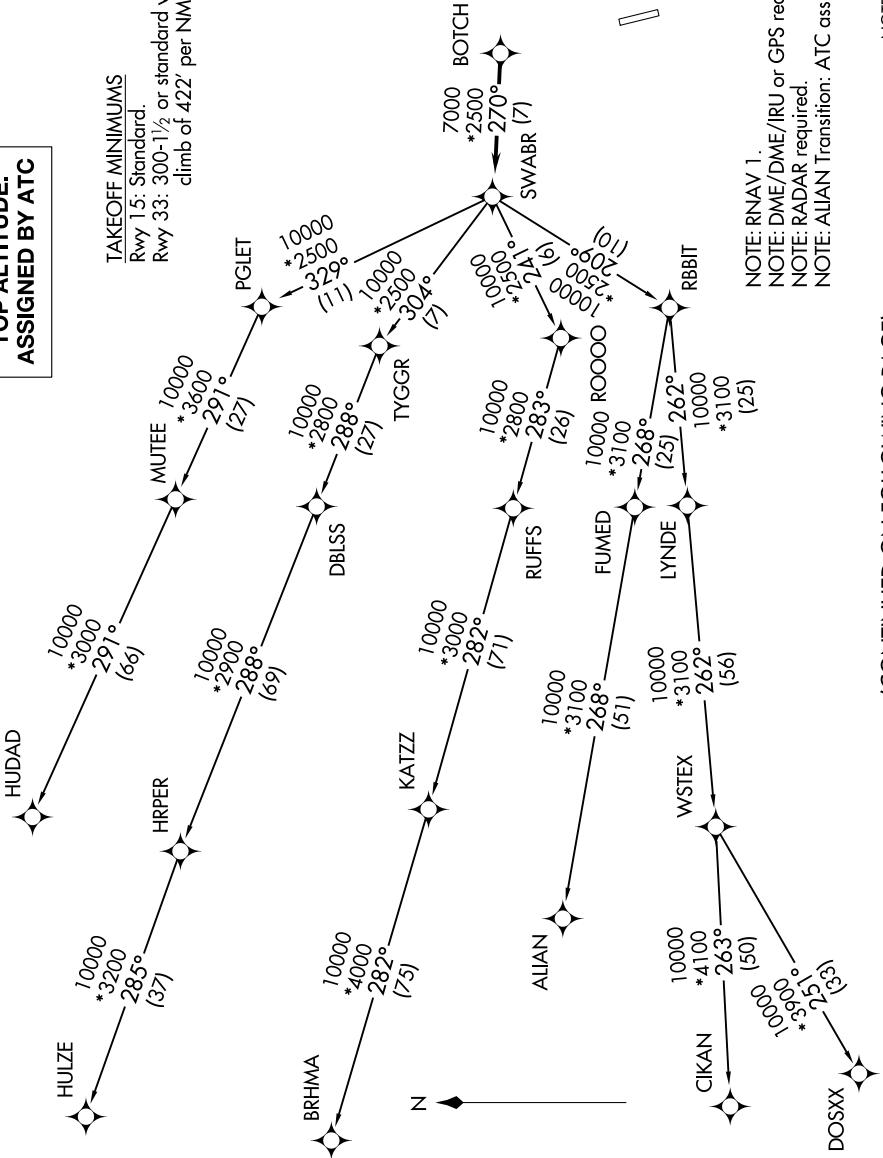 TOP ALTITUDE:
ASSIGNED BY ATC
TAKEOFF MINIMUMS
Rwy 15: Standard.
Rwy 33: 300-1½ or standard
climb of 422' per NM
BOTCH
7000
*2500
270°
(7)
SWABR
PGLET
10000
*2500
329°
(11)
10000
*3600
291°
(27)
MUTEE
10000
*3000
291°
(66)
HUDAD
10000
*2500
304°
(7)
TYGGR
10000
*2800
288°
(27)
DBLSS
10000
*2900
288°
(69)
HRPER
10000
*3200
285°
(37)
HULZE
10000
*2500
241°
(6)
ROOOO
10000
*2800
283°
(26)
RUFFS
10000
*3000
282°
(71)
KATZZ
10000
*4000
282°
(75)
BRHMA
10000
*2500
209°
(10)
RBBIT
10000
*3100
268°
(25)
FUMED
10000
*3100
268°
(51)
ALIAN
262°
10000
*3100
(25)
LYNDE
10000
*3100
262°
(56)
WSTEX
10000
*4100
263°
(50)
CIKAN
10000
*3900
251°
(33)
DOSXX
N
NOTE: RNAV 1.
NOTE: DME/DME/IRU or GPS
NOTE: RADAR required.
NOTE: ALIAN Transition: ATC